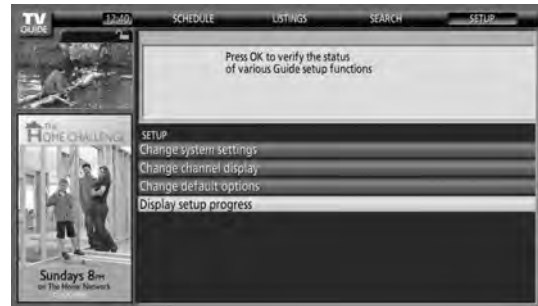 TV
GUIDE
12:40
SCHEDULE
LISTINGS
SEARCH
SETUP
Press OK to verify the status
of various Guide setup functions
THE
HOME CHALLENGE
Sundays 8PM
on The Home Network
SETUP
Change system settings
Change channel display
Change default options
Display setup progress